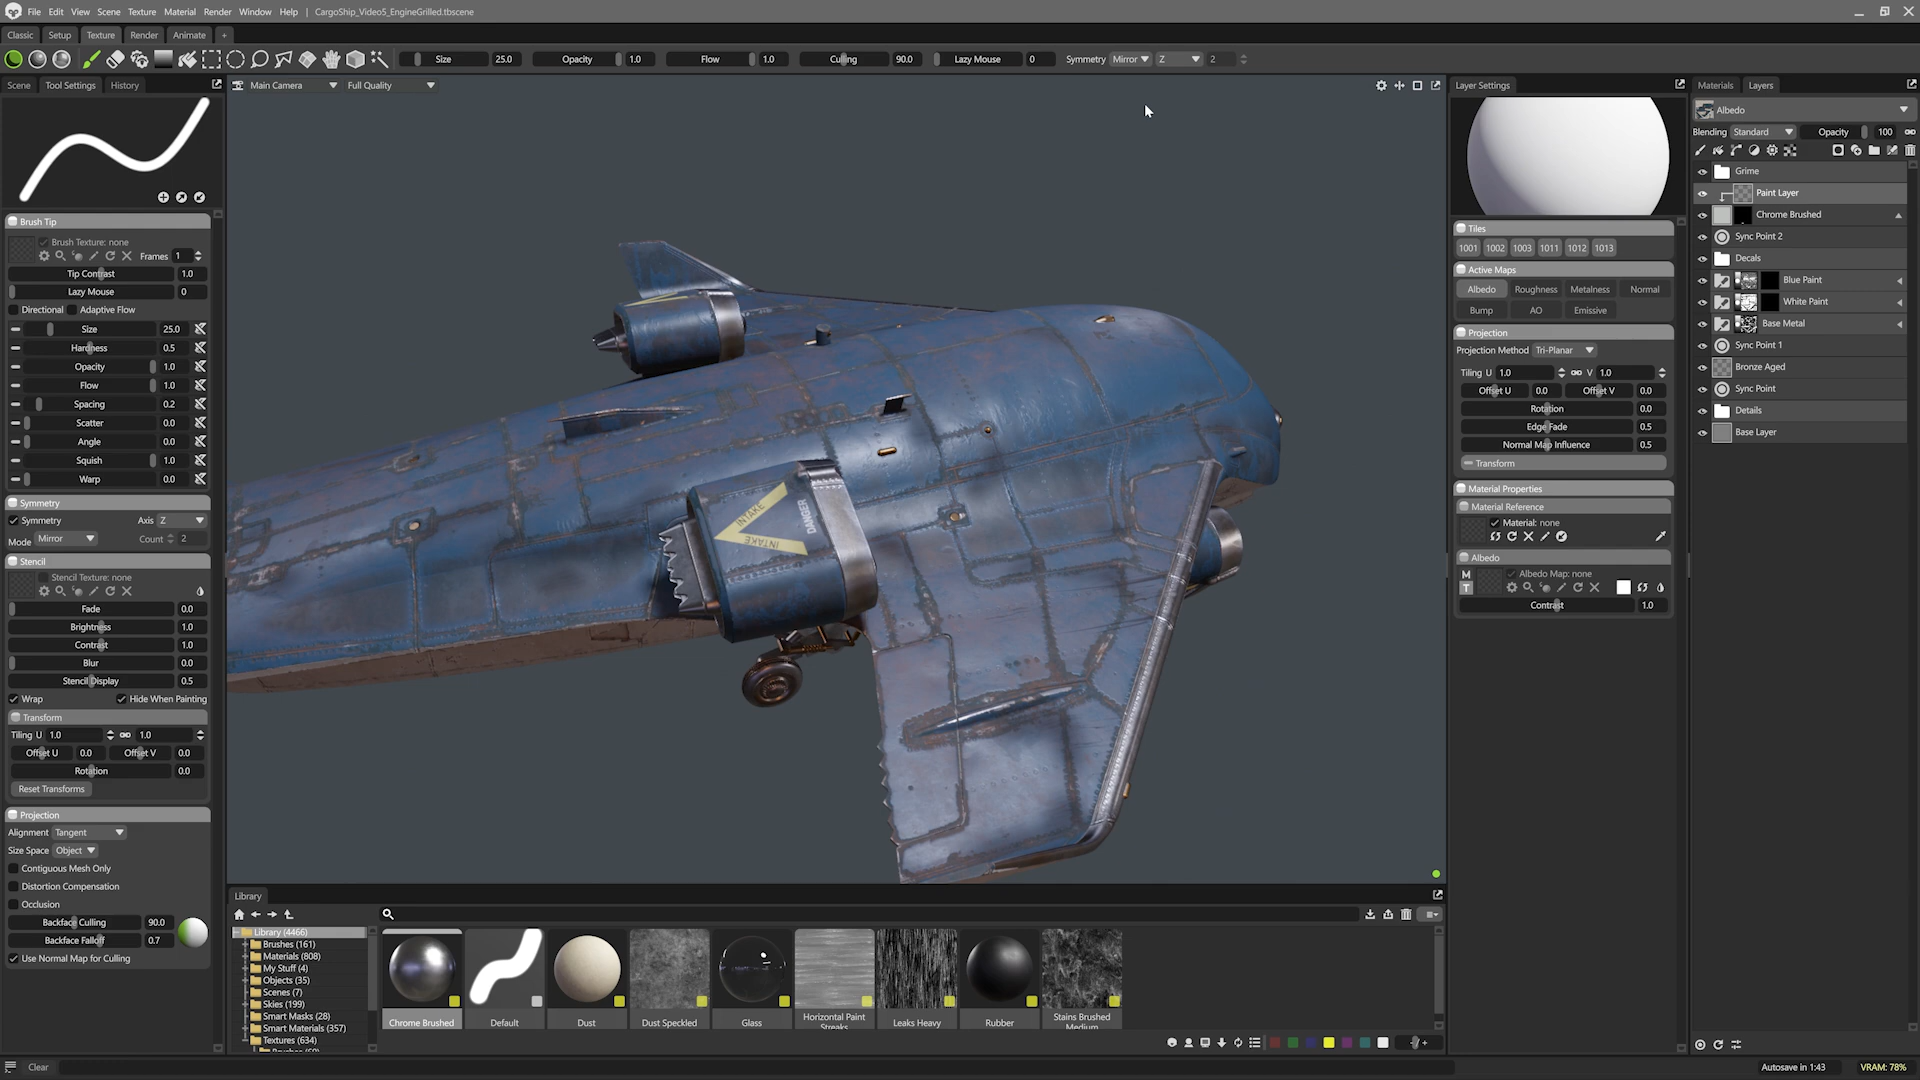 File Edit View Scene Texture Material Render Window Help | CargoShip_Video5_EngineGrilled.tbscene
Classic Setup Texture Render Animate +
Size 25.0 Opacity 1.0 Flow 1.0 Culling 90.0 Lazy Mouse 0 Symmetry Mirror Z 2
Scene Tool Settings History
Main Camera Full Quality
Brush Tip
Brush Texture: none
Frames 1
Tip Contrast 1.0
Lazy Mouse 0
Directional Adaptive Flow
Size 25.0
Hardness 0.5
Opacity 1.0
Flow 1.0
Spacing 0.2
Scatter 0.0
Angle 0.0
Squish 1.0
Warp 0.0
Symmetry
Symmetry Axis Z
Mode Mirror Count 2
Stencil
Stencil Texture: none
Fade 0.0
Brightness 1.0
Contrast 1.0
Blur 0.0
Stencil Display 0.5
Wrap Hide When Painting
Transform
Tiling U 1.0 1.0
Offset U 0.0 Offset V 0.0
Rotation 0.0
Reset Transforms
Projection
Alignment Tangent
Size Space Object
Contiguous Mesh Only
Distortion Compensation
Occlusion
Backface Culling 90.0
Backface Falloff 0.7
Use Normal Map for Culling
INTAKE
DANGER
INTAKE
Layer Settings
Tiles
1001 1002 1003 1011 1012 1013
Active Maps
Albedo Roughness Metalness Normal
Bump AO Emissive
Projection
Projection Method Tri-Planar
Tiling U 1.0 V 1.0
Offset U 0.0 Offset V 0.0
Rotation 0.0
Edge Fade 0.5
Normal Map Influence 0.5
Transform
Material Properties
Material Reference
Material: none
Albedo
M Albedo Map: none
T
Contrast 1.0
Materials Layers
Albedo
Blending Standard Opacity 100
Grime
Paint Layer
Chrome Brushed
Sync Point 2
Decals
Blue Paint
White Paint
Base Metal
Sync Point 1
Bronze Aged
Sync Point
Details
Base Layer
Library
Library (4466)
Brushes (161)
Materials (808)
My Stuff (4)
Objects (35)
Scenes (7)
Skies (199)
Smart Masks (28)
Smart Materials (357)
Textures (634)
Chrome Brushed
Default
Dust
Dust Speckled
Glass
Horizontal Paint Streaks
Leaks Heavy
Rubber
Stains Brushed Medium
Clear
Autosave in 1:43 VRAM: 78%